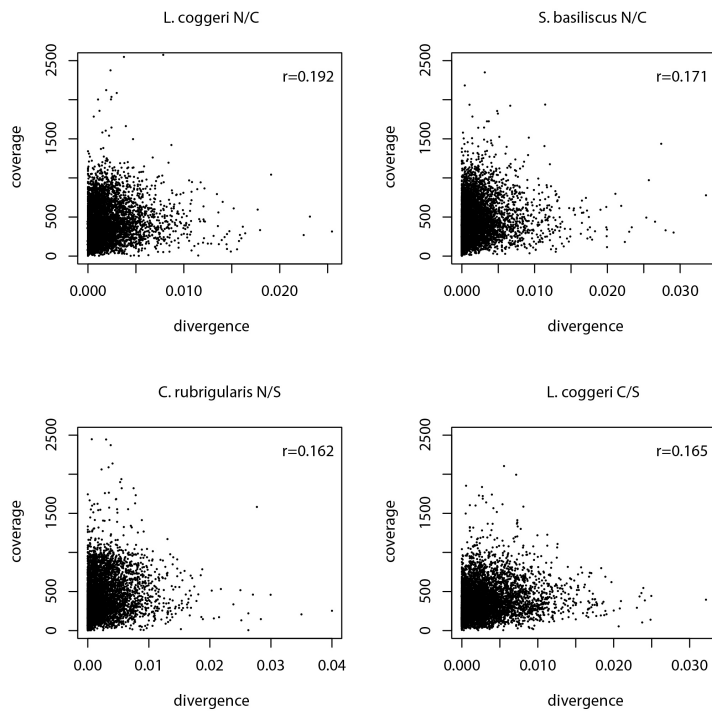 L. coggeri N/C
r=0.192
coverage
2500
1500
500
0
0.000 0.010 0.020
divergence
S. basiliscus N/C
r=0.171
coverage
2500
1500
500
0
0.000 0.010 0.020 0.030
divergence
C. rubrigularis N/S
r=0.162
coverage
2500
1500
500
0
0.00 0.01 0.02 0.03 0.04
divergence
L. coggeri C/S
r=0.165
coverage
2500
1500
500
0
0.000 0.010 0.020 0.030
divergence